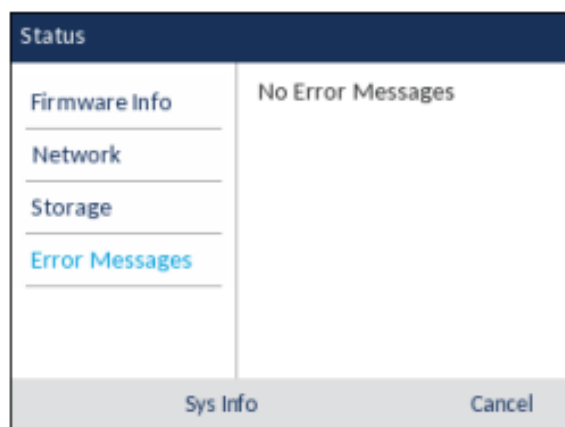 Status
Firmware Info
Network
Storage
Error Messages
No Error Messages
Sys Info
Cancel